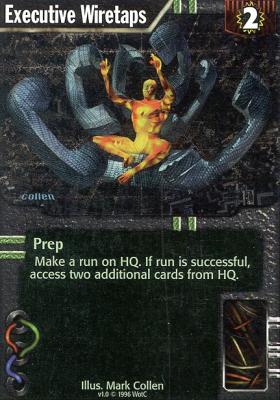 Executive Wiretaps
2
collen
Prep
Make a run on HQ. If run is successful,
access two additional cards from HQ.
Illus. Mark Collen
v1.0 © 1996 WotC